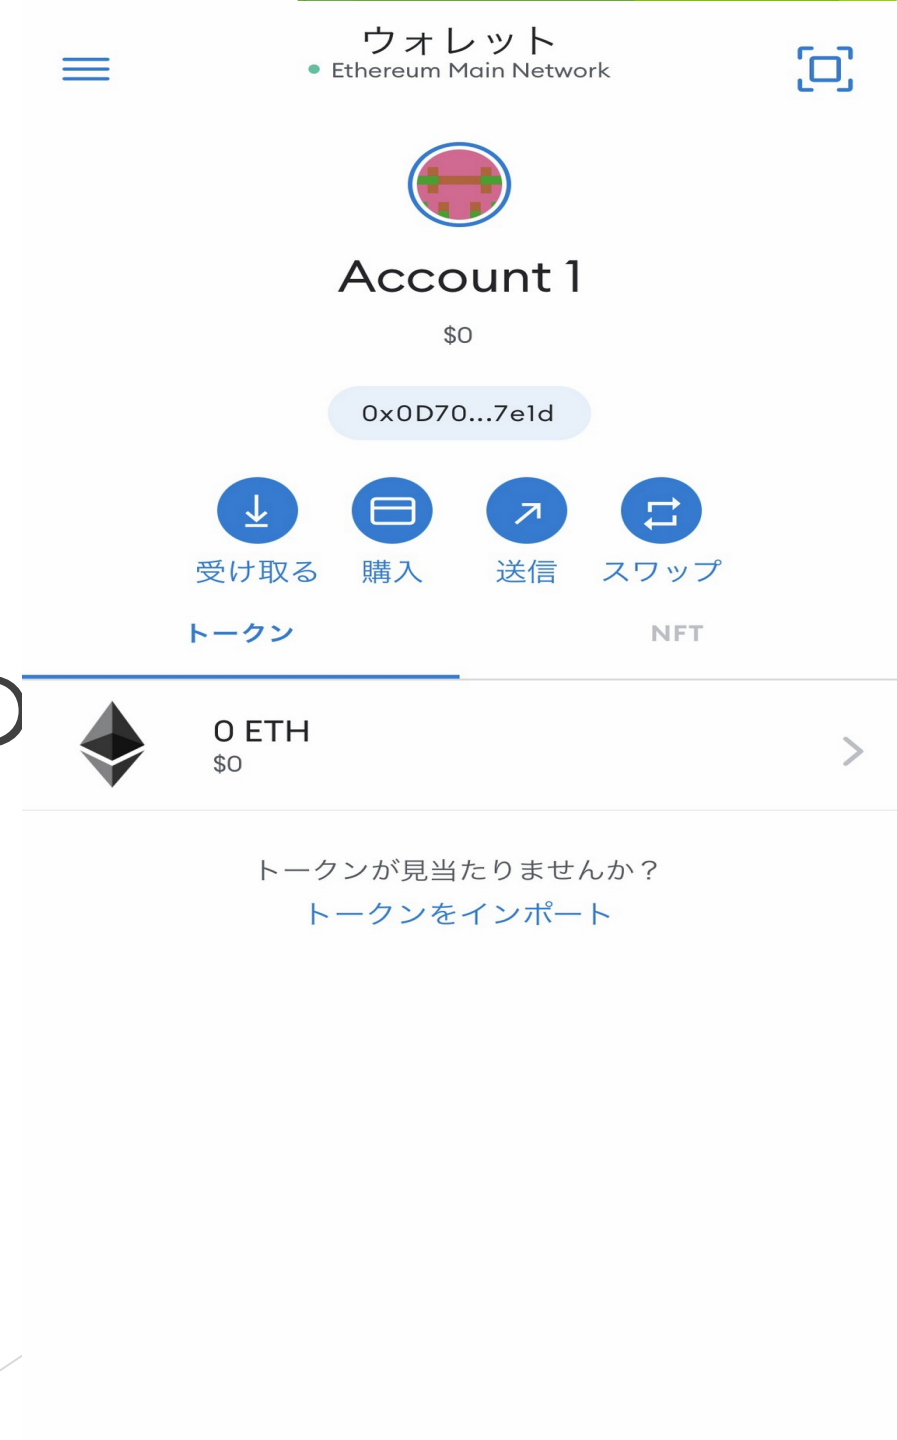 ウォレット
Ethereum Main Network
Account 1
$0
0x0D70...7e1d
受け取る 購入 送信 スワップ
トークン NFT
0 ETH
$0
トークンが見当たりませんか？
トークンをインポート